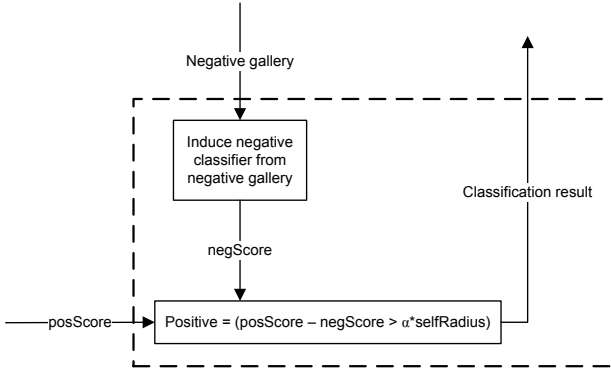 Negative gallery
Induce negative
classifier from
negative gallery
Classification result
negScore
posScore
Positive = (posScore – negScore > α*selfRadius)